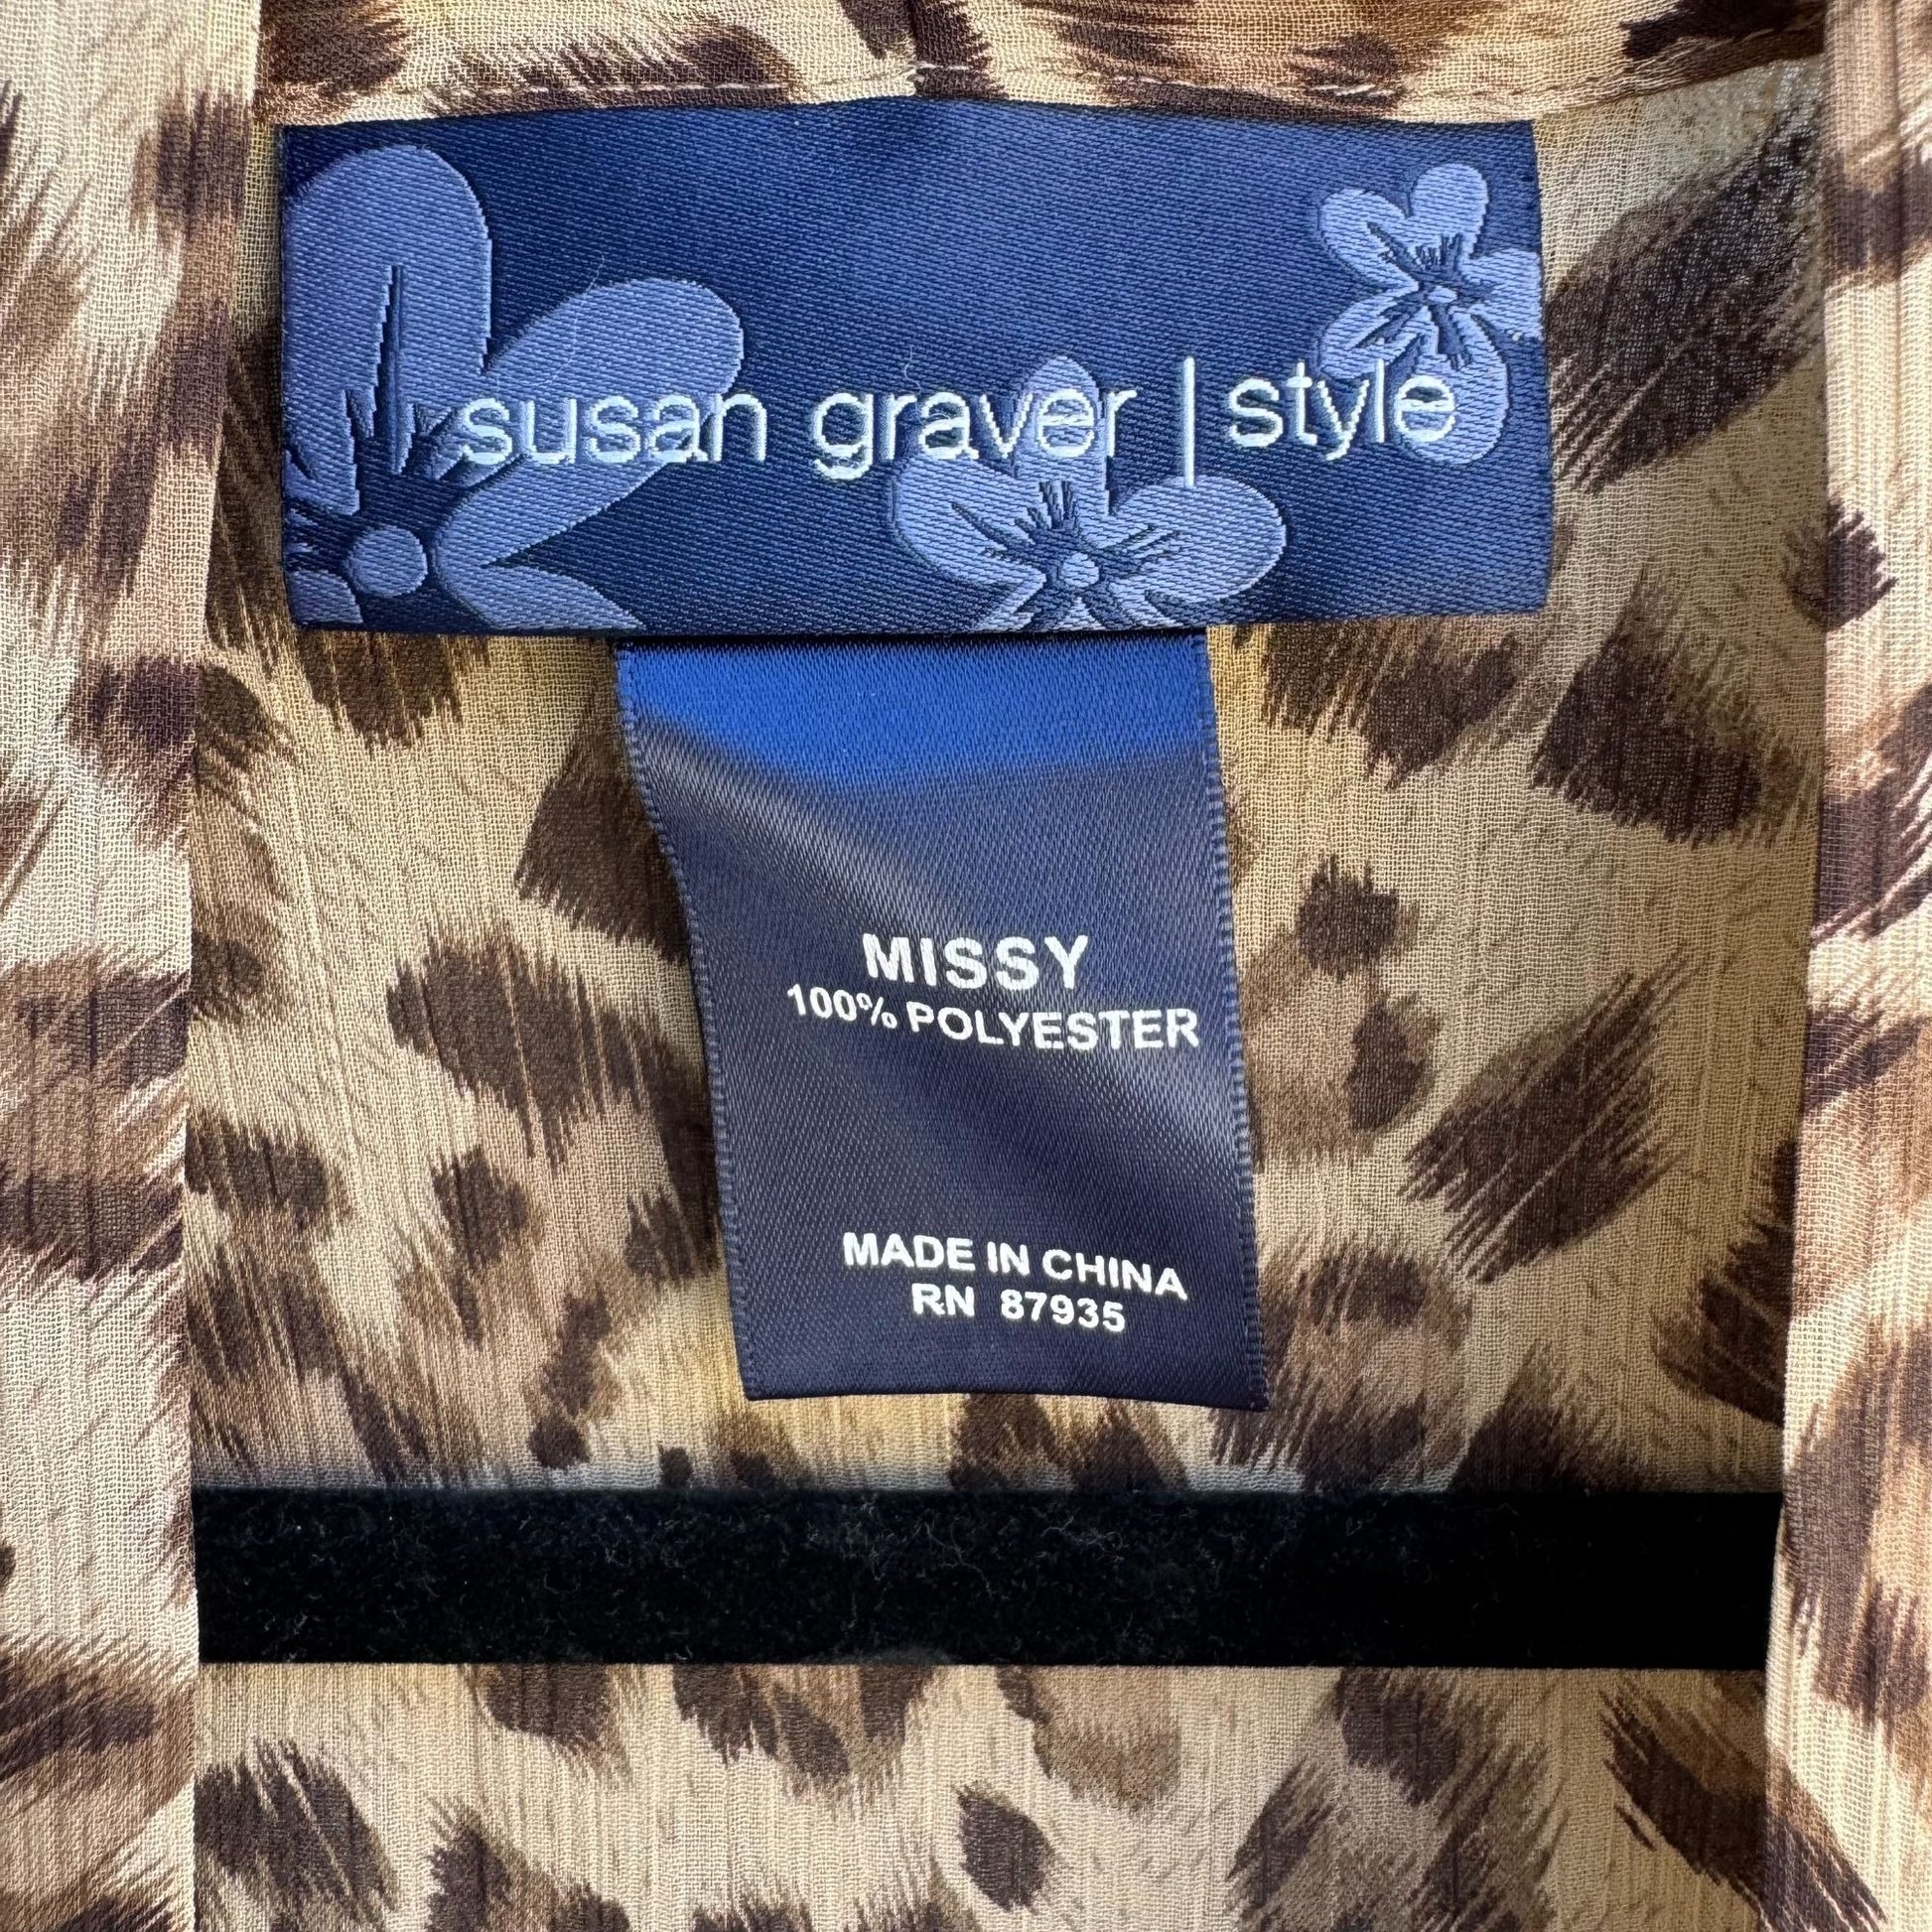 susan graver | style
MISSY
100% POLYESTER
MADE IN CHINA
RN 87935